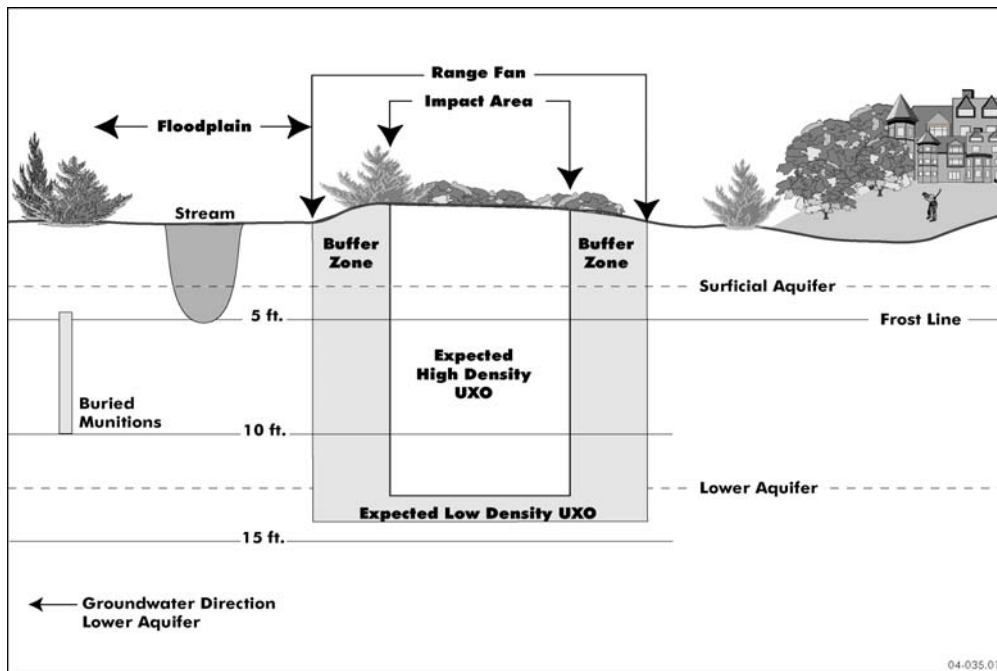 Range Fan
Impact Area
Floodplain
Stream
Buffer
Zone
Buffer
Zone
Surficial Aquifer
5 ft.
Frost Line
Expected
High Density
UXO
Buried
Munitions
10 ft.
Lower Aquifer
Expected Low Density UXO
15 ft.
Groundwater Direction
Lower Aquifer
04-035.01